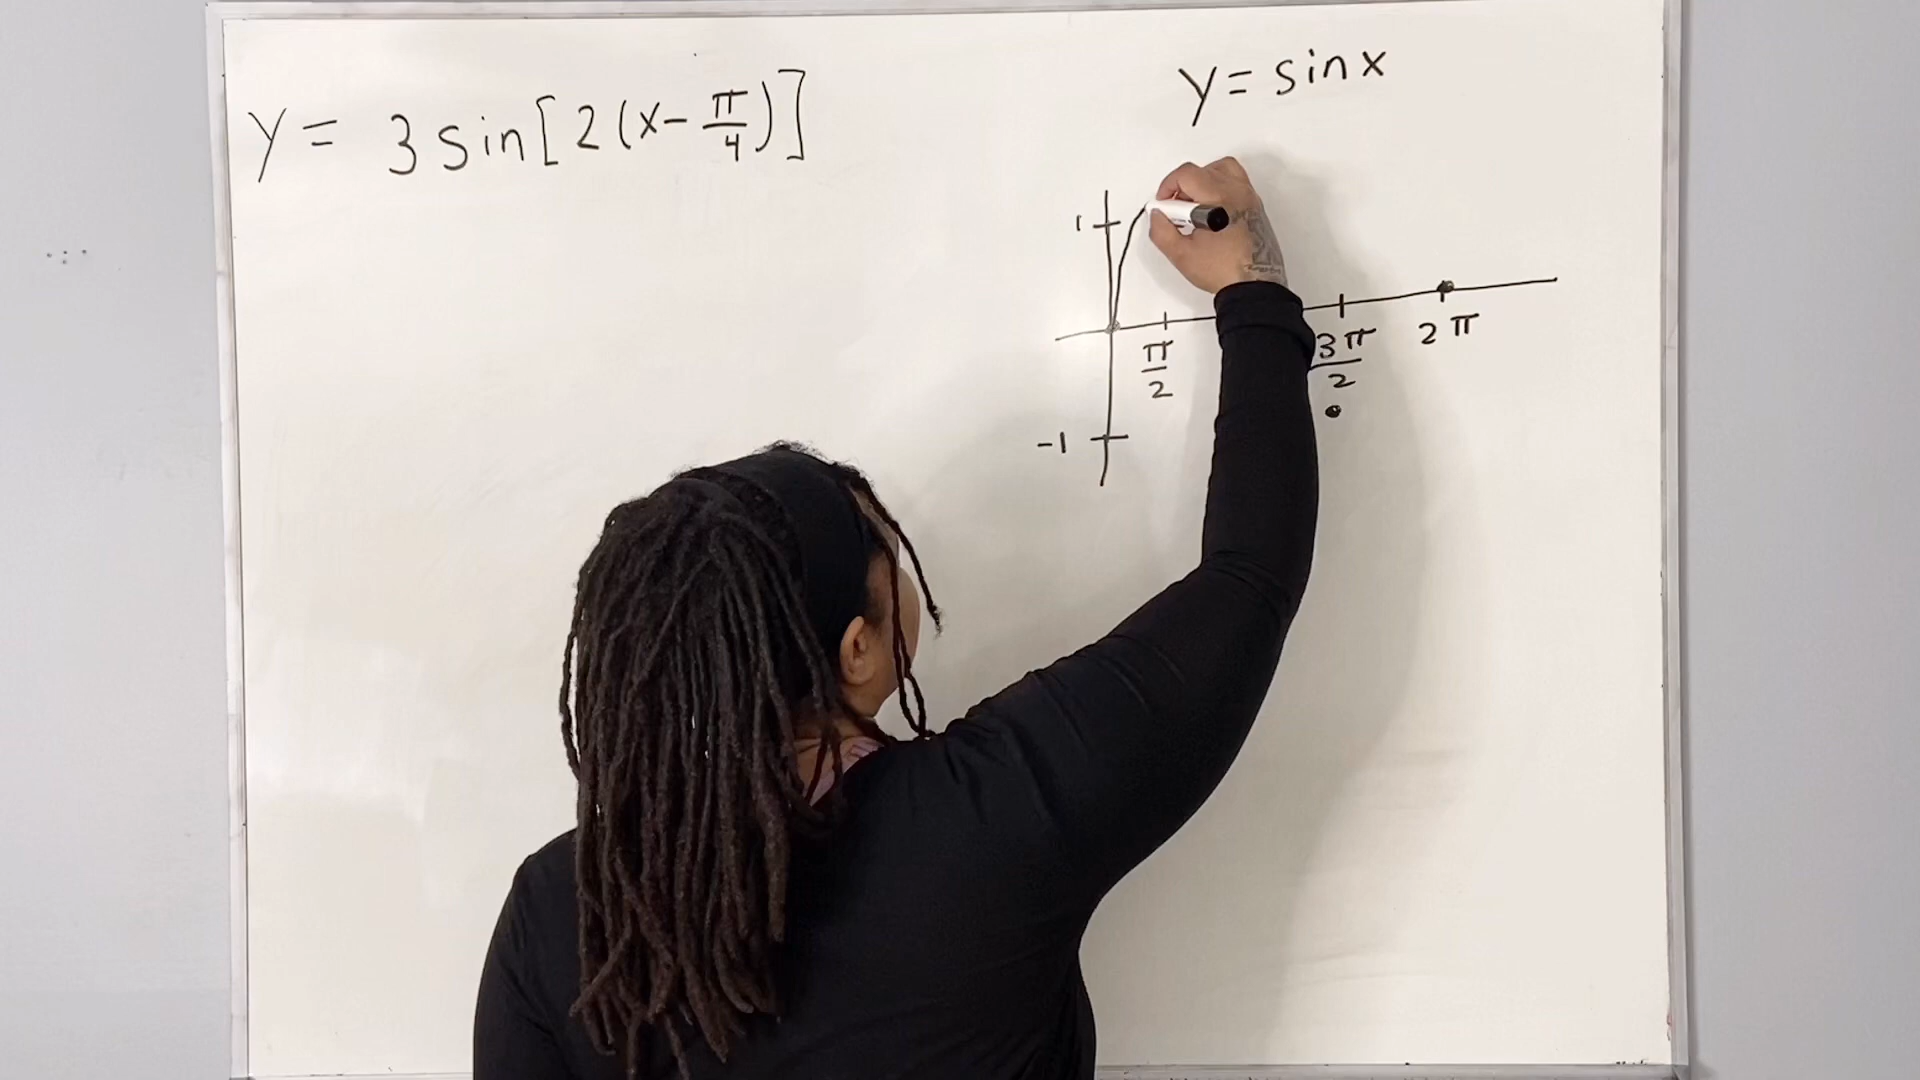 y = 3 sin[2(x-π/4)]
y = sin x
1
π/2
3π/2
2π
-1